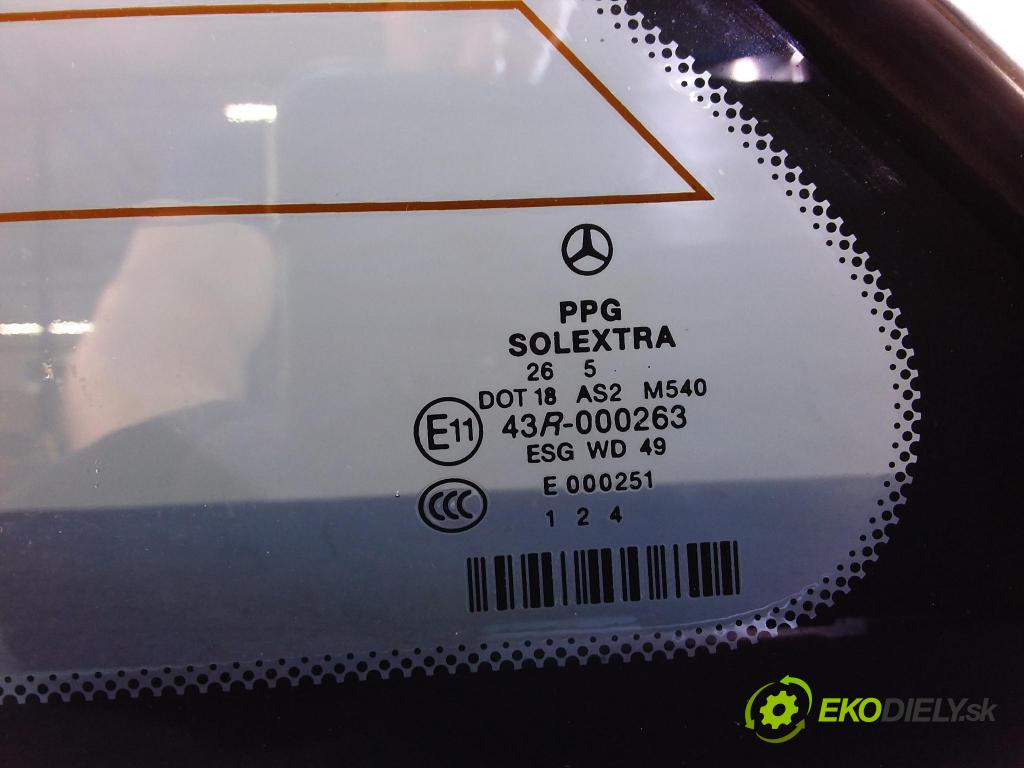 PPG
SOLEXTRA
26 5
DOT 18 AS2 M540
E11 43R-000263
ESG WD 49
CCC E 000251
1 2 4
EKODIELY.sk